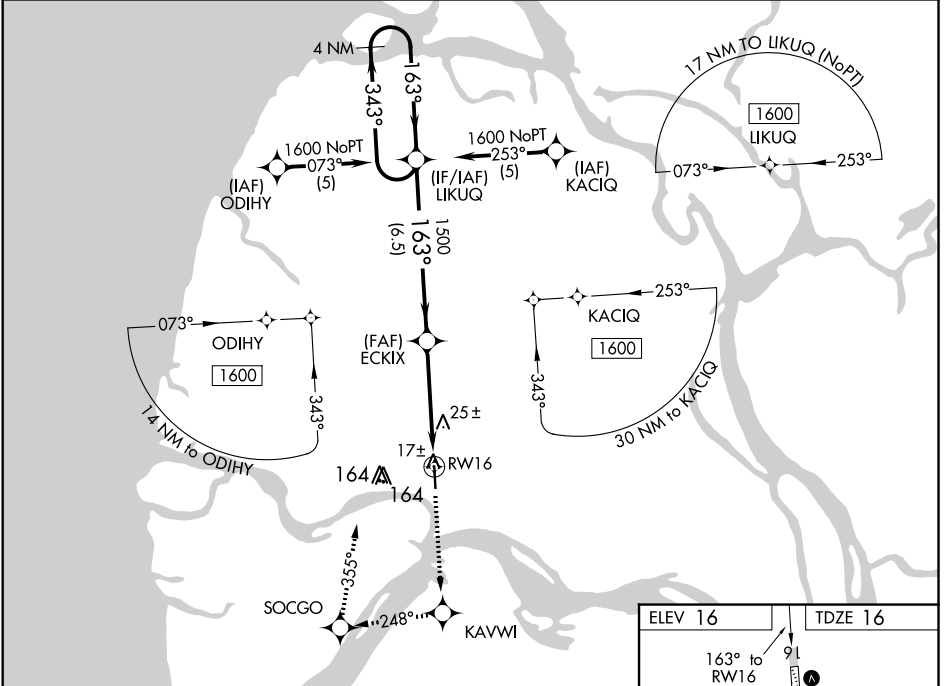 4 NM
163°
343°
17 NM TO LIKUQ (NoPT)
1600
LIKUQ
073°
253°
1600 NoPT
073°
(5)
(IAF)
ODIHY
1600 NoPT
253°
(5)
(IAF)
KACIQ
(IF/IAF)
LIKUQ
1500
163°
(6.5)
073°
ODIHY
1600
343°
14 NM to ODIHY
253°
KACIQ
1600
343°
30 NM to KACIQ
(FAF)
ECKIX
25±
17±
RW16
164
164
355°
SOCGO
248°
KAVWI
ELEV 16
TDZE 16
163° to
RW16
16